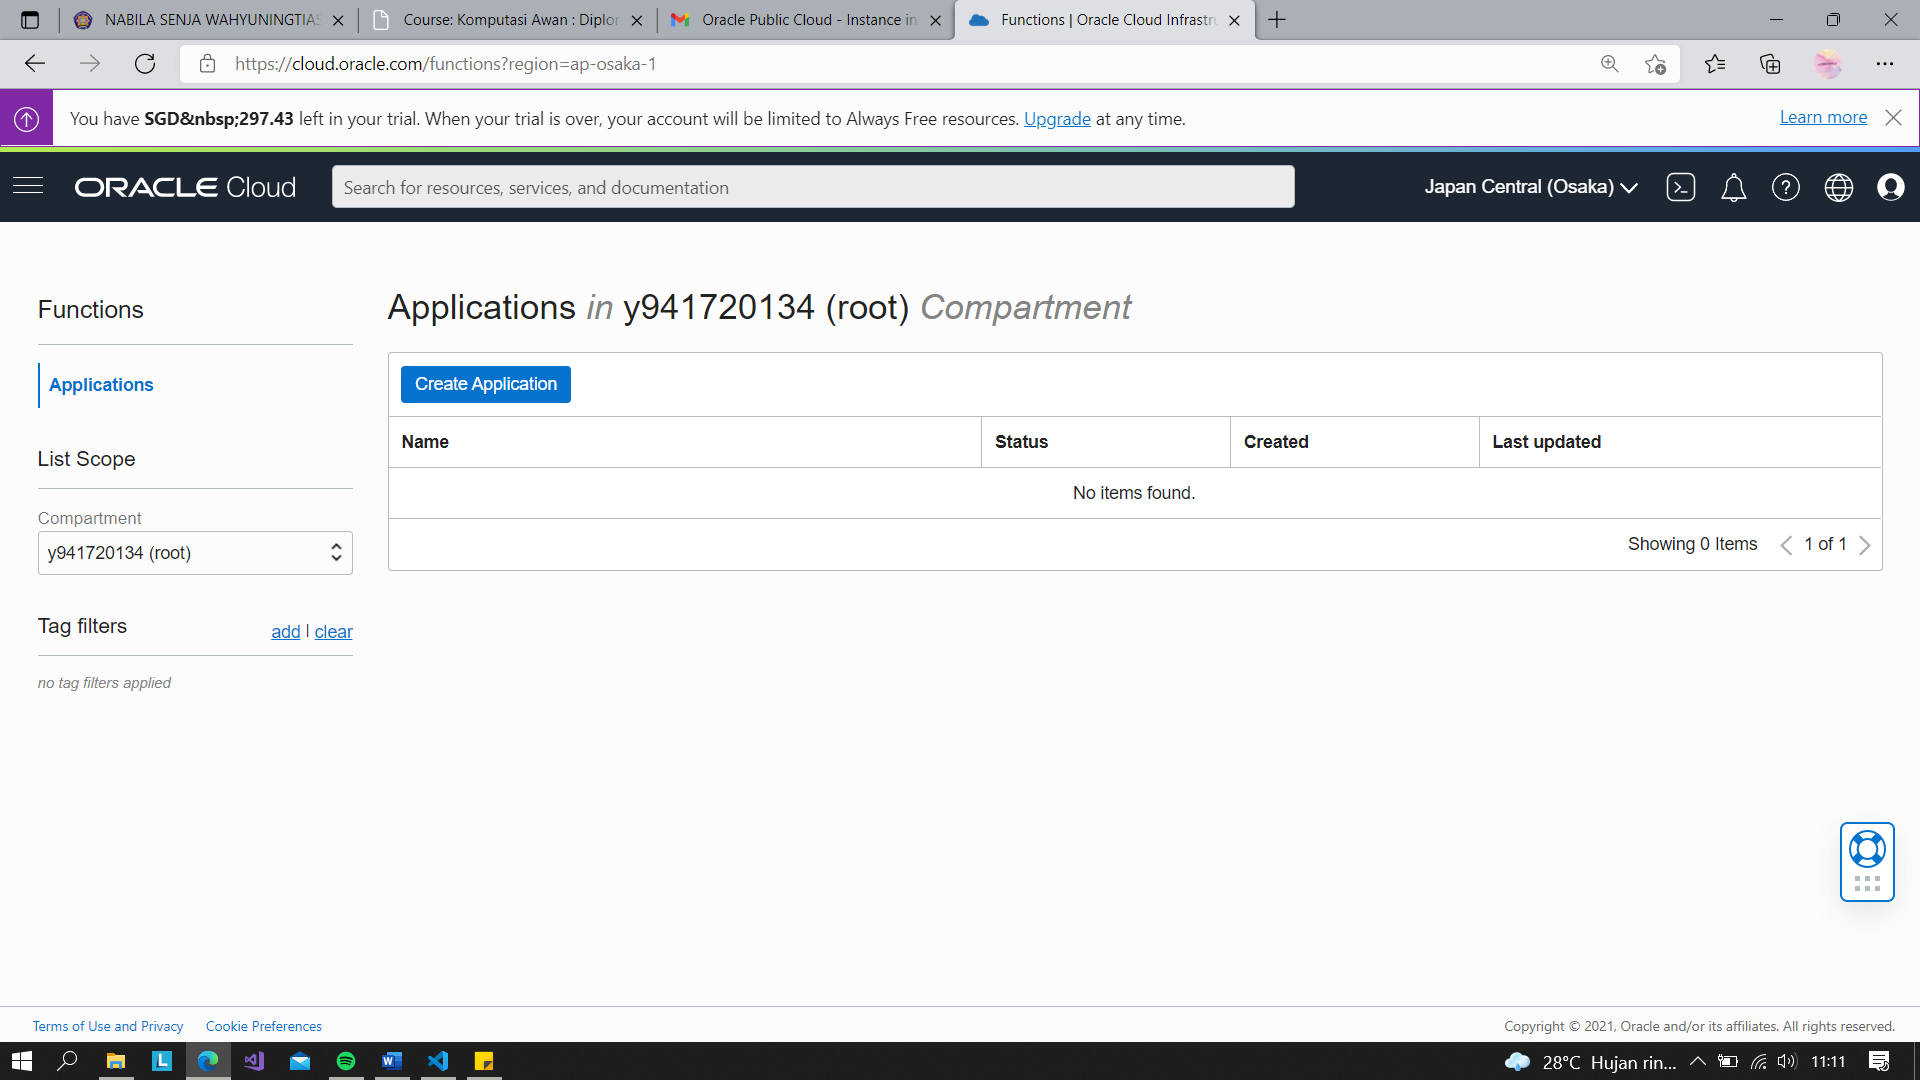 NABILA SENJA WAHYUNINGTIAS
Course: Komputasi Awan : Diplo
Oracle Public Cloud - Instance in
Functions | Oracle Cloud Infrastru
https://cloud.oracle.com/functions?region=ap-osaka-1
You have SGD&nbsp;297.43 left in your trial. When your trial is over, your account will be limited to Always Free resources. Upgrade at any time.
Learn more
ORACLE Cloud
Search for resources, services, and documentation
Japan Central (Osaka)
Functions
Applications
List Scope
Compartment
y941720134 (root)
Tag filters
add | clear
no tag filters applied
Applications in y941720134 (root) Compartment
Create Application
Name Status Created Last updated
No items found.
Showing 0 Items 1 of 1
Terms of Use and Privacy Cookie Preferences
Copyright © 2021, Oracle and/or its affiliates. All rights reserved.
28°C Hujan rin... 11:11